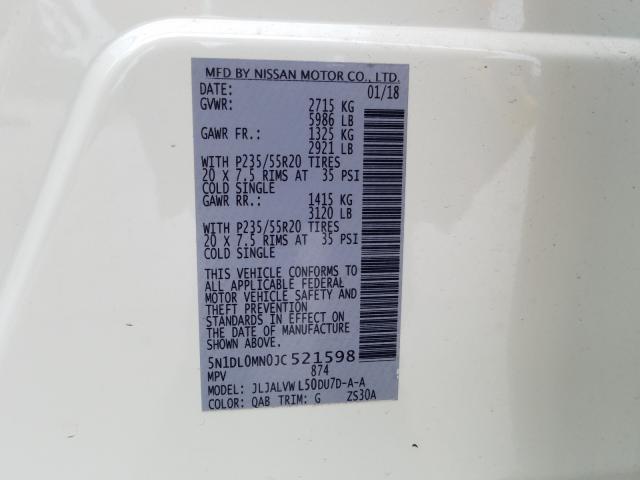 MFD BY NISSAN MOTOR CO., LTD.
DATE: 01/18
GVWR: 2715 KG
5986 LB
GAWR FR.: 1325 KG
2921 LB
WITH P235/55R20 TIRES
20 X 7.5 RIMS AT 35 PSI
COLD SINGLE
GAWR RR.: 1415 KG
3120 LB
WITH P235/55R20 TIRES
20 X 7.5 RIMS AT 35 PSI
COLD SINGLE
THIS VEHICLE CONFORMS TO
ALL APPLICABLE FEDERAL
MOTOR VEHICLE SAFETY AND
THEFT PREVENTION
STANDARDS IN EFFECT ON
THE DATE OF MANUFACTURE
SHOWN ABOVE.
5N1DL0MN0JC521598
MPV 874
MODEL: JLJALVWL50DU7D-A-A
COLOR: QAB TRIM: G ZS30A